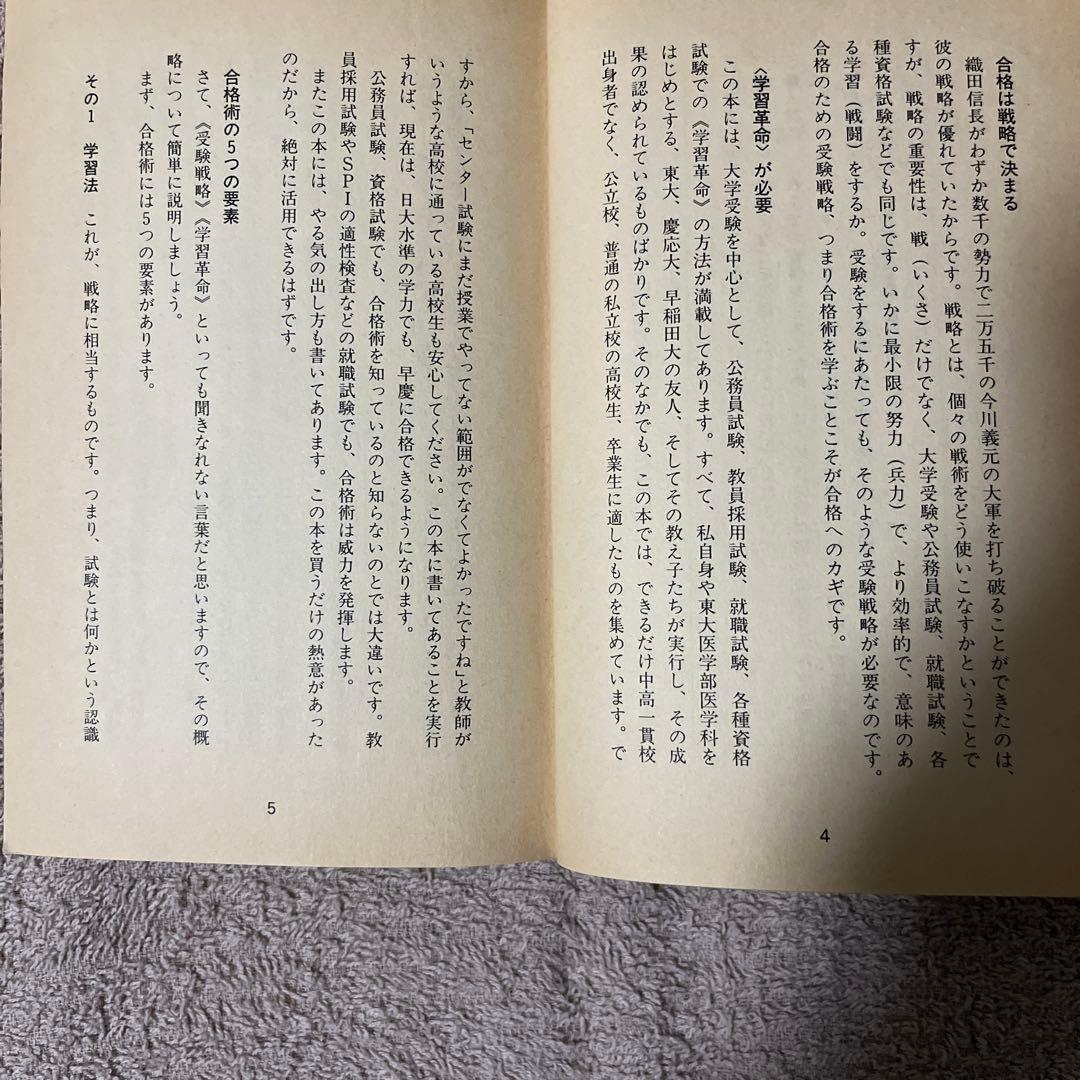 合格は戦略で決まる
織田信長がわずか数千の勢力で二万五千の今川義元の大軍を打ち破ることができたのは、
彼の戦略が優れていたからです。戦略とは、個々の戦術をどう使いこなすかということで
すが、戦略の重要性は、戦（いくさ）だけでなく、大学受験や公務員試験、就職試験、各
種資格試験などでも同じです。いかに最小限の努力（兵力）で、より効率的で、意味のあ
る学習（戦闘）をするか。受験をするにあたっても、そのような受験戦略が必要なのです。
合格のための受験戦略、つまり合格術を学ぶことこそが合格へのカギです。
〈学習革命〉が必要
この本には、大学受験を中心として、公務員試験、教員採用試験、就職試験、各種資格
試験での《学習革命》の方法が満載してあります。すべて、私自身や東大医学部医学科を
はじめとする、東大、慶応大、早稲田大の友人、そしてその教え子たちが実行し、その成
果の認められているものばかりです。そのなかでも、この本では、できるだけ中高一貫校
出身者でなく、公立校、普通の私立校の高校生、卒業生に適したものを集めています。で
4
すから、「センター試験にまだ授業でやってない範囲がでなくてよかったですね」と教師が
いうような高校に通っている高校生も安心してください。この本に書いてあることを実行
すれば、現在は、日大水準の学力でも、早慶に合格できるようになります。
公務員試験、資格試験でも、合格術を知っているのと知らないのとでは大違いです。教
員採用試験やＳＰＩの適性検査などの就職試験でも、合格術は威力を発揮します。
またこの本には、やる気の出し方も書いてあります。この本を買うだけの熱意があった
のだから、絶対に活用できるはずです。
合格術の５つの要素
さて、《受験戦略》《学習革命》といっても聞きなれない言葉だと思いますので、その概
略について簡単に説明しましょう。
まず、合格術には５つの要素があります。
その１　学習法　これが、戦略に相当するものです。つまり、試験とは何かという認識
5